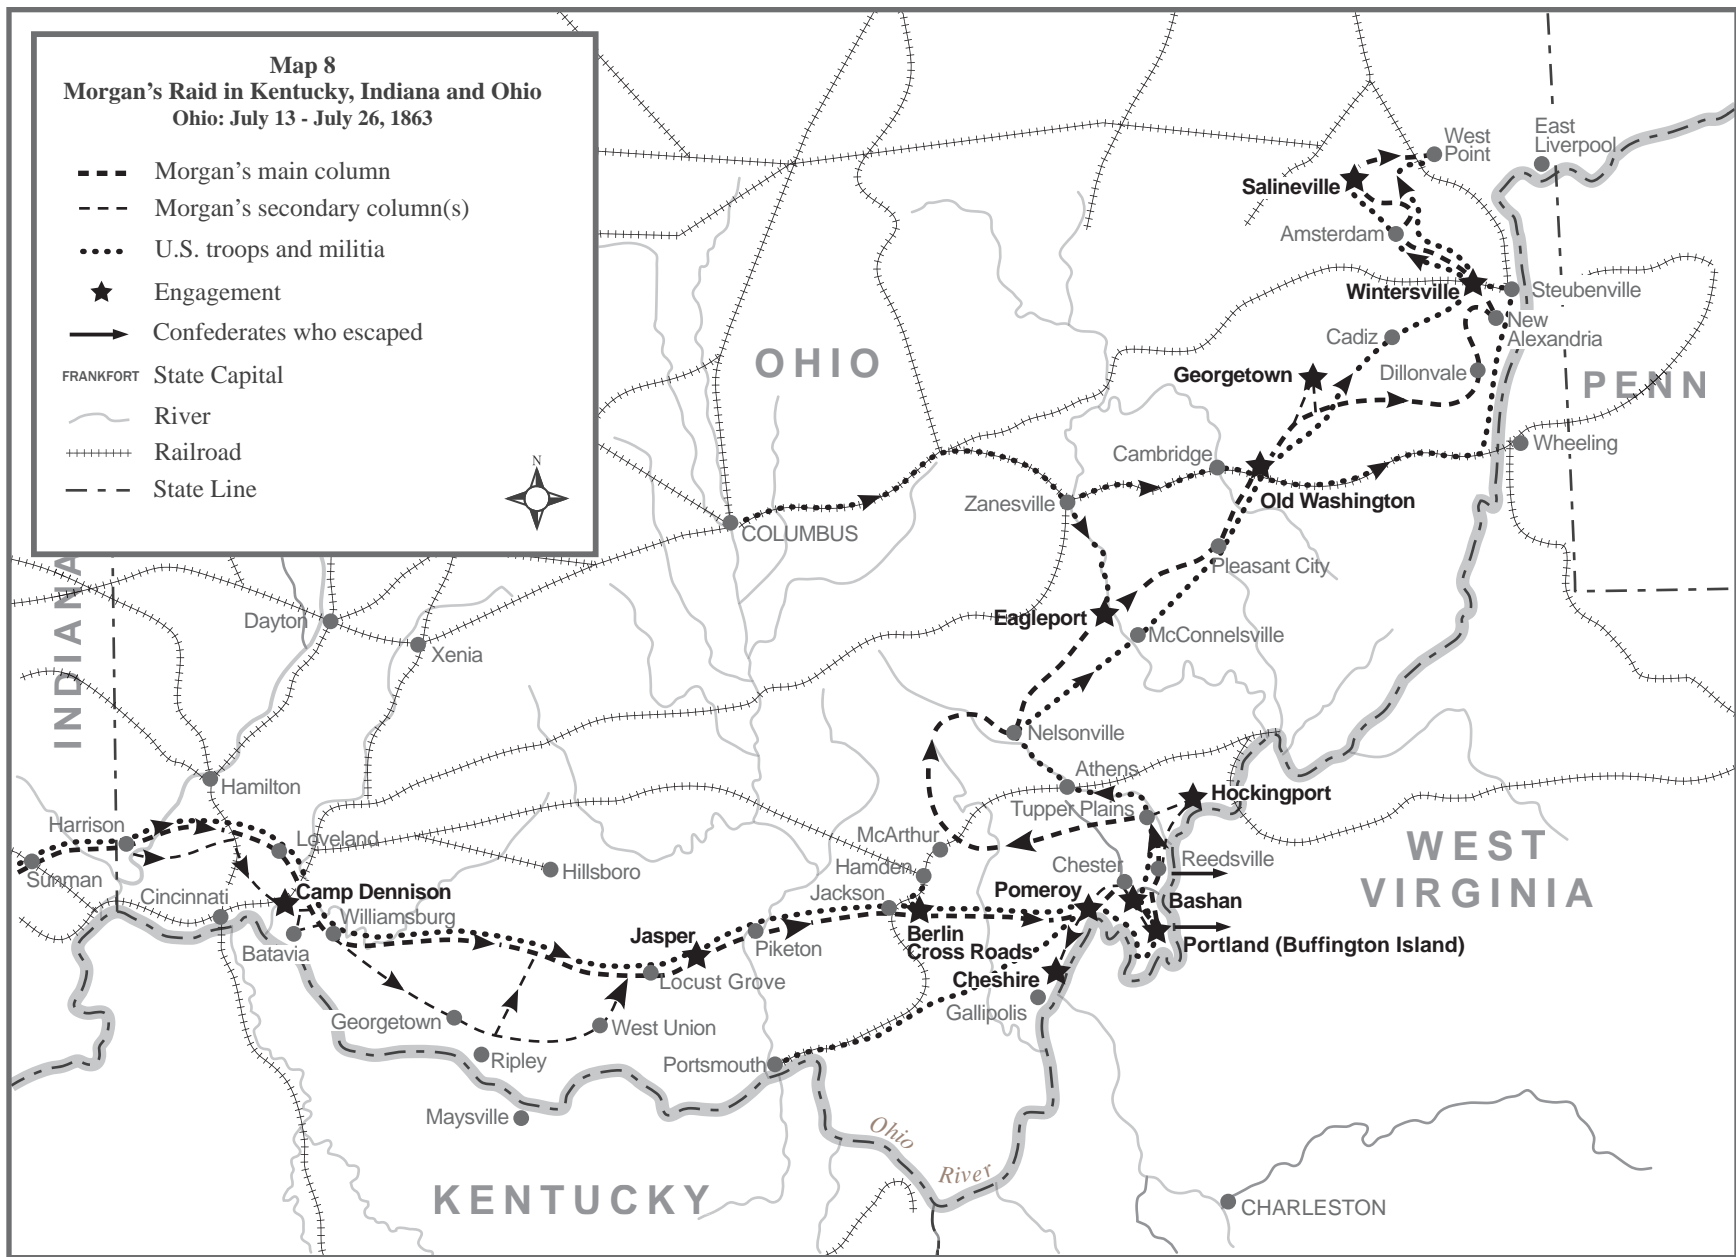 Map 8
Morgan's Raid in Kentucky, Indiana and Ohio
Ohio: July 13 - July 26, 1863
Morgan's main column
Morgan's secondary column(s)
U.S. troops and militia
Engagement
Confederates who escaped
FRANKFORT State Capital
River
Railroad
State Line
N
West
Point
East
Liverpool
Salineville
Amsterdam
Wintersville
Steubenville
New
Alexandria
Cadiz
OHIO
Georgetown
Dillonvale
PENN
Cambridge
Wheeling
Zanesville
Old Washington
COLUMBUS
Pleasant City
INDIANA
Dayton
Xenia
Eagleport
McConnelsville
Nelsonville
Hamilton
Athens
Tupper Plains
Hockingport
Harrison
Loveland
McArthur
Sunman
Hillsboro
Hamden
Chester
Reedsville
WEST
VIRGINIA
Camp Dennison
Cincinnati
Williamsburg
Jackson
Pomeroy
Bashan
Batavia
Jasper
Piketon
Berlin
Cross Roads
Portland (Buffington Island)
Locust Grove
Cheshire
Gallipolis
Georgetown
West Union
Ripley
Portsmouth
Maysville
Ohio
River
KENTUCKY
CHARLESTON